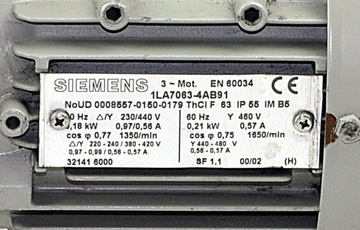 SIEMENS 3 ~ Mot. EN 60034 CE
1LA7063-4AB91
NoUD 0008557-0150-0179 ThCl F 63 IP 55 IM B5
0 Hz △/Y 230/440 V 60 Hz Y 460 V
0,18 kW 0,97/0,56 A 0,21 kW 0,57 A
cos φ 0,77 1350/min cos φ 0,75 1650/min
△/Y 220-240/380-420 V Y 440-480 V
0,97-0,99/0,56-0,57 A 0,56-0,57 A
32141 6000 SF 1.1 00/02 (H)